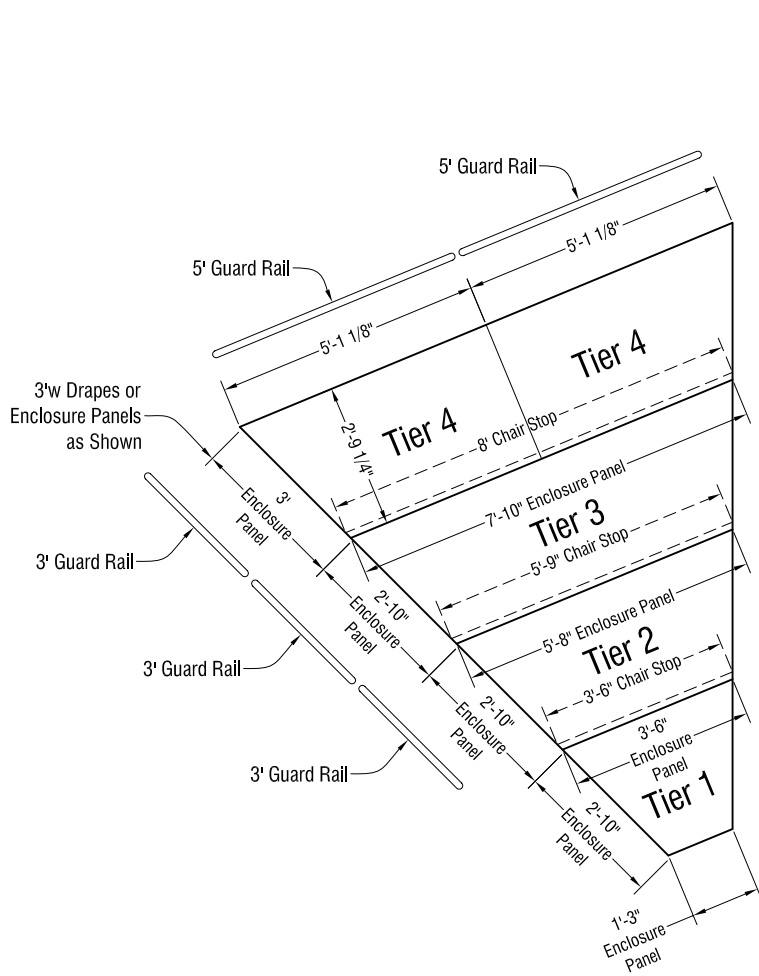 5' Guard Rail
5'-1 1/8"
5' Guard Rail
5'-1 1/8"
Tier 4
3'w Drapes or
Enclosure Panels
as Shown
2'-9 1/4"
Tier 4
8' Chair Stop
3'
Enclosure
Panel
7'-10" Enclosure Panel
Tier 3
5'-9" Chair Stop
3' Guard Rail
2'-10"
Enclosure
Panel
5'-8" Enclosure Panel
Tier 2
3'-6" Chair Stop
3' Guard Rail
2'-10"
Enclosure
Panel
3'-6"
Enclosure
Panel
Tier 1
3' Guard Rail
2'-10"
Enclosure
Panel
1'-3"
Enclosure
Panel